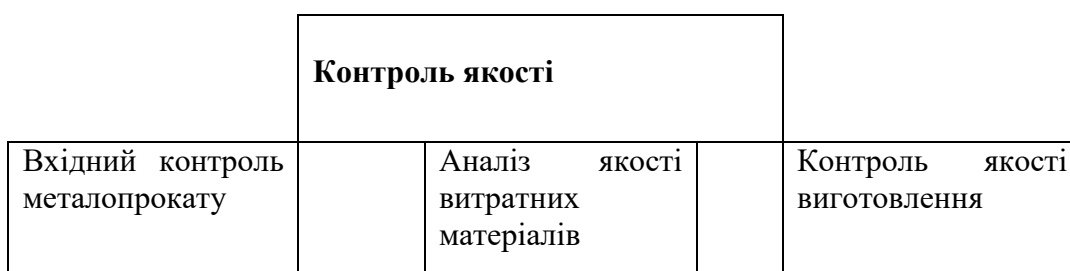 Контроль якості
Вхідний контроль
металопрокату
Аналіз якості
витратних
матеріалів
Контроль якості
виготовлення